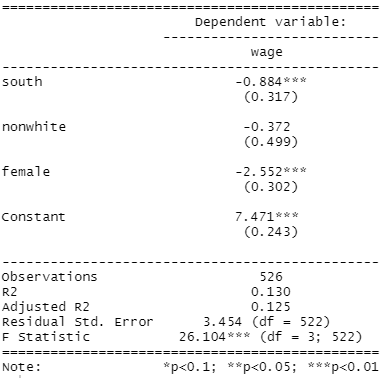 Dependent variable:
wage
south -0.884***
(0.317)
nonwhite -0.372
(0.499)
female -2.552***
(0.302)
Constant 7.471***
(0.243)
Observations 526
R2 0.130
Adjusted R2 0.125
Residual Std. Error 3.454 (df = 522)
F Statistic 26.104*** (df = 3; 522)
Note: *p<0.1; **p<0.05; ***p<0.01